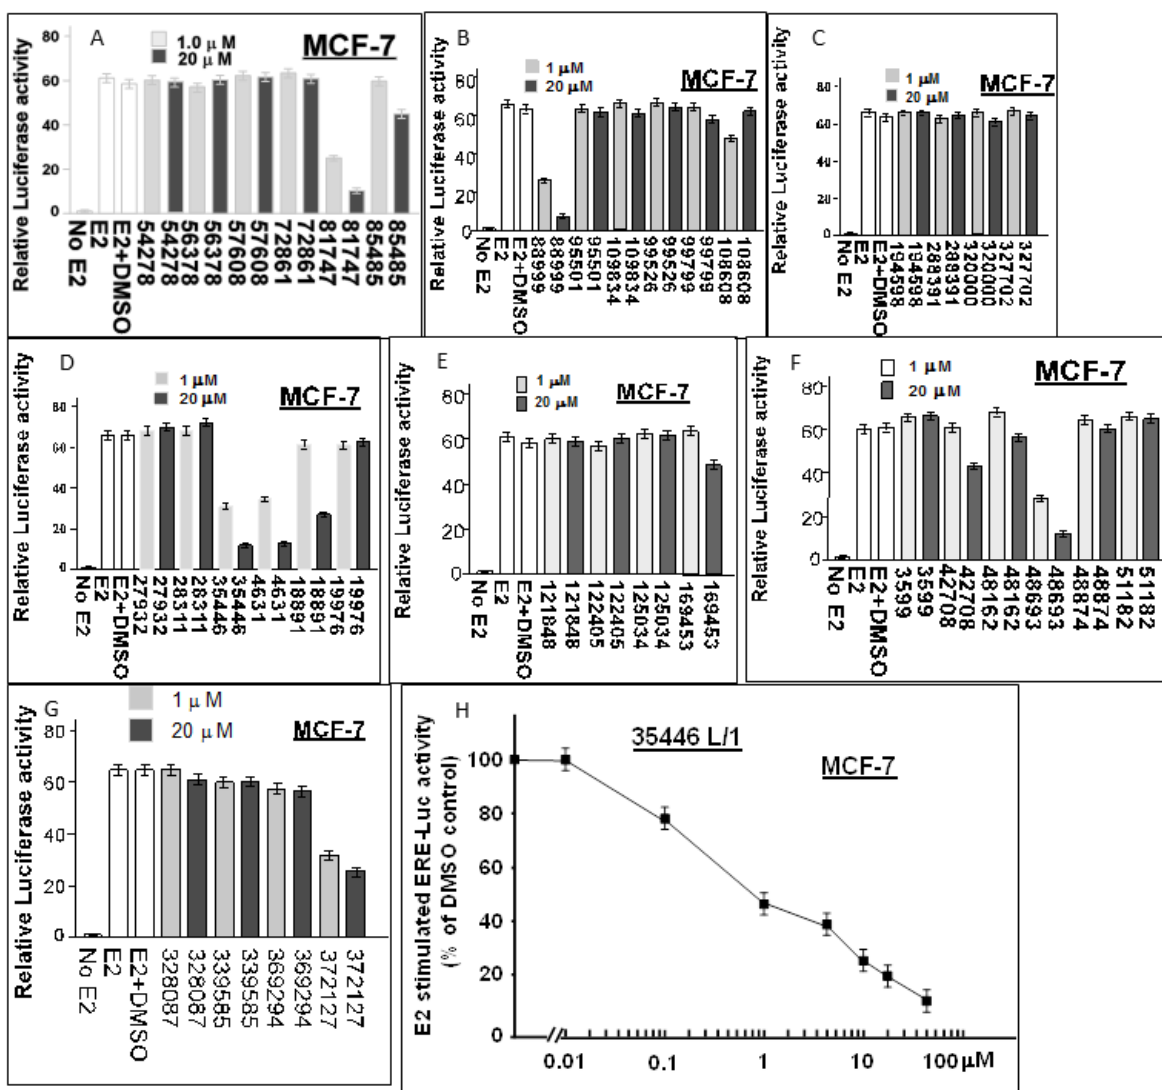 A
1.0 μ M
20 μ M
MCF-7
Relative Luciferase activity
80
60
40
20
0
No E2
E2
E2+DMSO
54278
54278
56378
56378
57608
57608
72861
72861
81747
81747
85485
85485
B
1 μM
20 μM
MCF-7
Relative Luciferase activity
80
60
40
20
0
No E2
E2
E2+DMSO
88999
88999
95501
95501
109834
109834
99526
99526
99799
99799
108608
108608
C
1 μM
20 μM
MCF-7
Relative Luciferase activity
80
60
40
20
0
No E2
E2
E2+DMSO
194598
194598
288391
288391
320000
320000
327702
327702
D
1 μM
20 μM
MCF-7
Relative Luciferase activity
80
60
40
20
0
No E2
E2
E2+DMSO
27932
27932
28311
28311
35446
35446
4631
4631
18891
18891
19976
19976
E
1 μM
20 μM
MCF-7
Relative Luciferase activity
80
60
40
20
0
No E2
E2
E2+DMSO
121848
121848
122405
122405
125034
125034
169453
169453
F
1 μM
20 μM
MCF-7
Relative Luciferase activity
80
60
40
20
0
No E2
E2
E2+DMSO
3599
3599
42708
42708
48162
48162
48693
48693
48874
48874
51182
51182
G
1 μ M
20 μ M
MCF-7
Relative Luciferase activity
80
60
40
20
0
No E2
E2
E2+DMSO
328087
328087
339585
339585
369294
369294
372127
372127
H
35446 L/1
MCF-7
E2 stimulated ERE-Luc activity
(% of DMSO control)
100
80
60
40
20
0
0.01
0.1
1
10
100μM